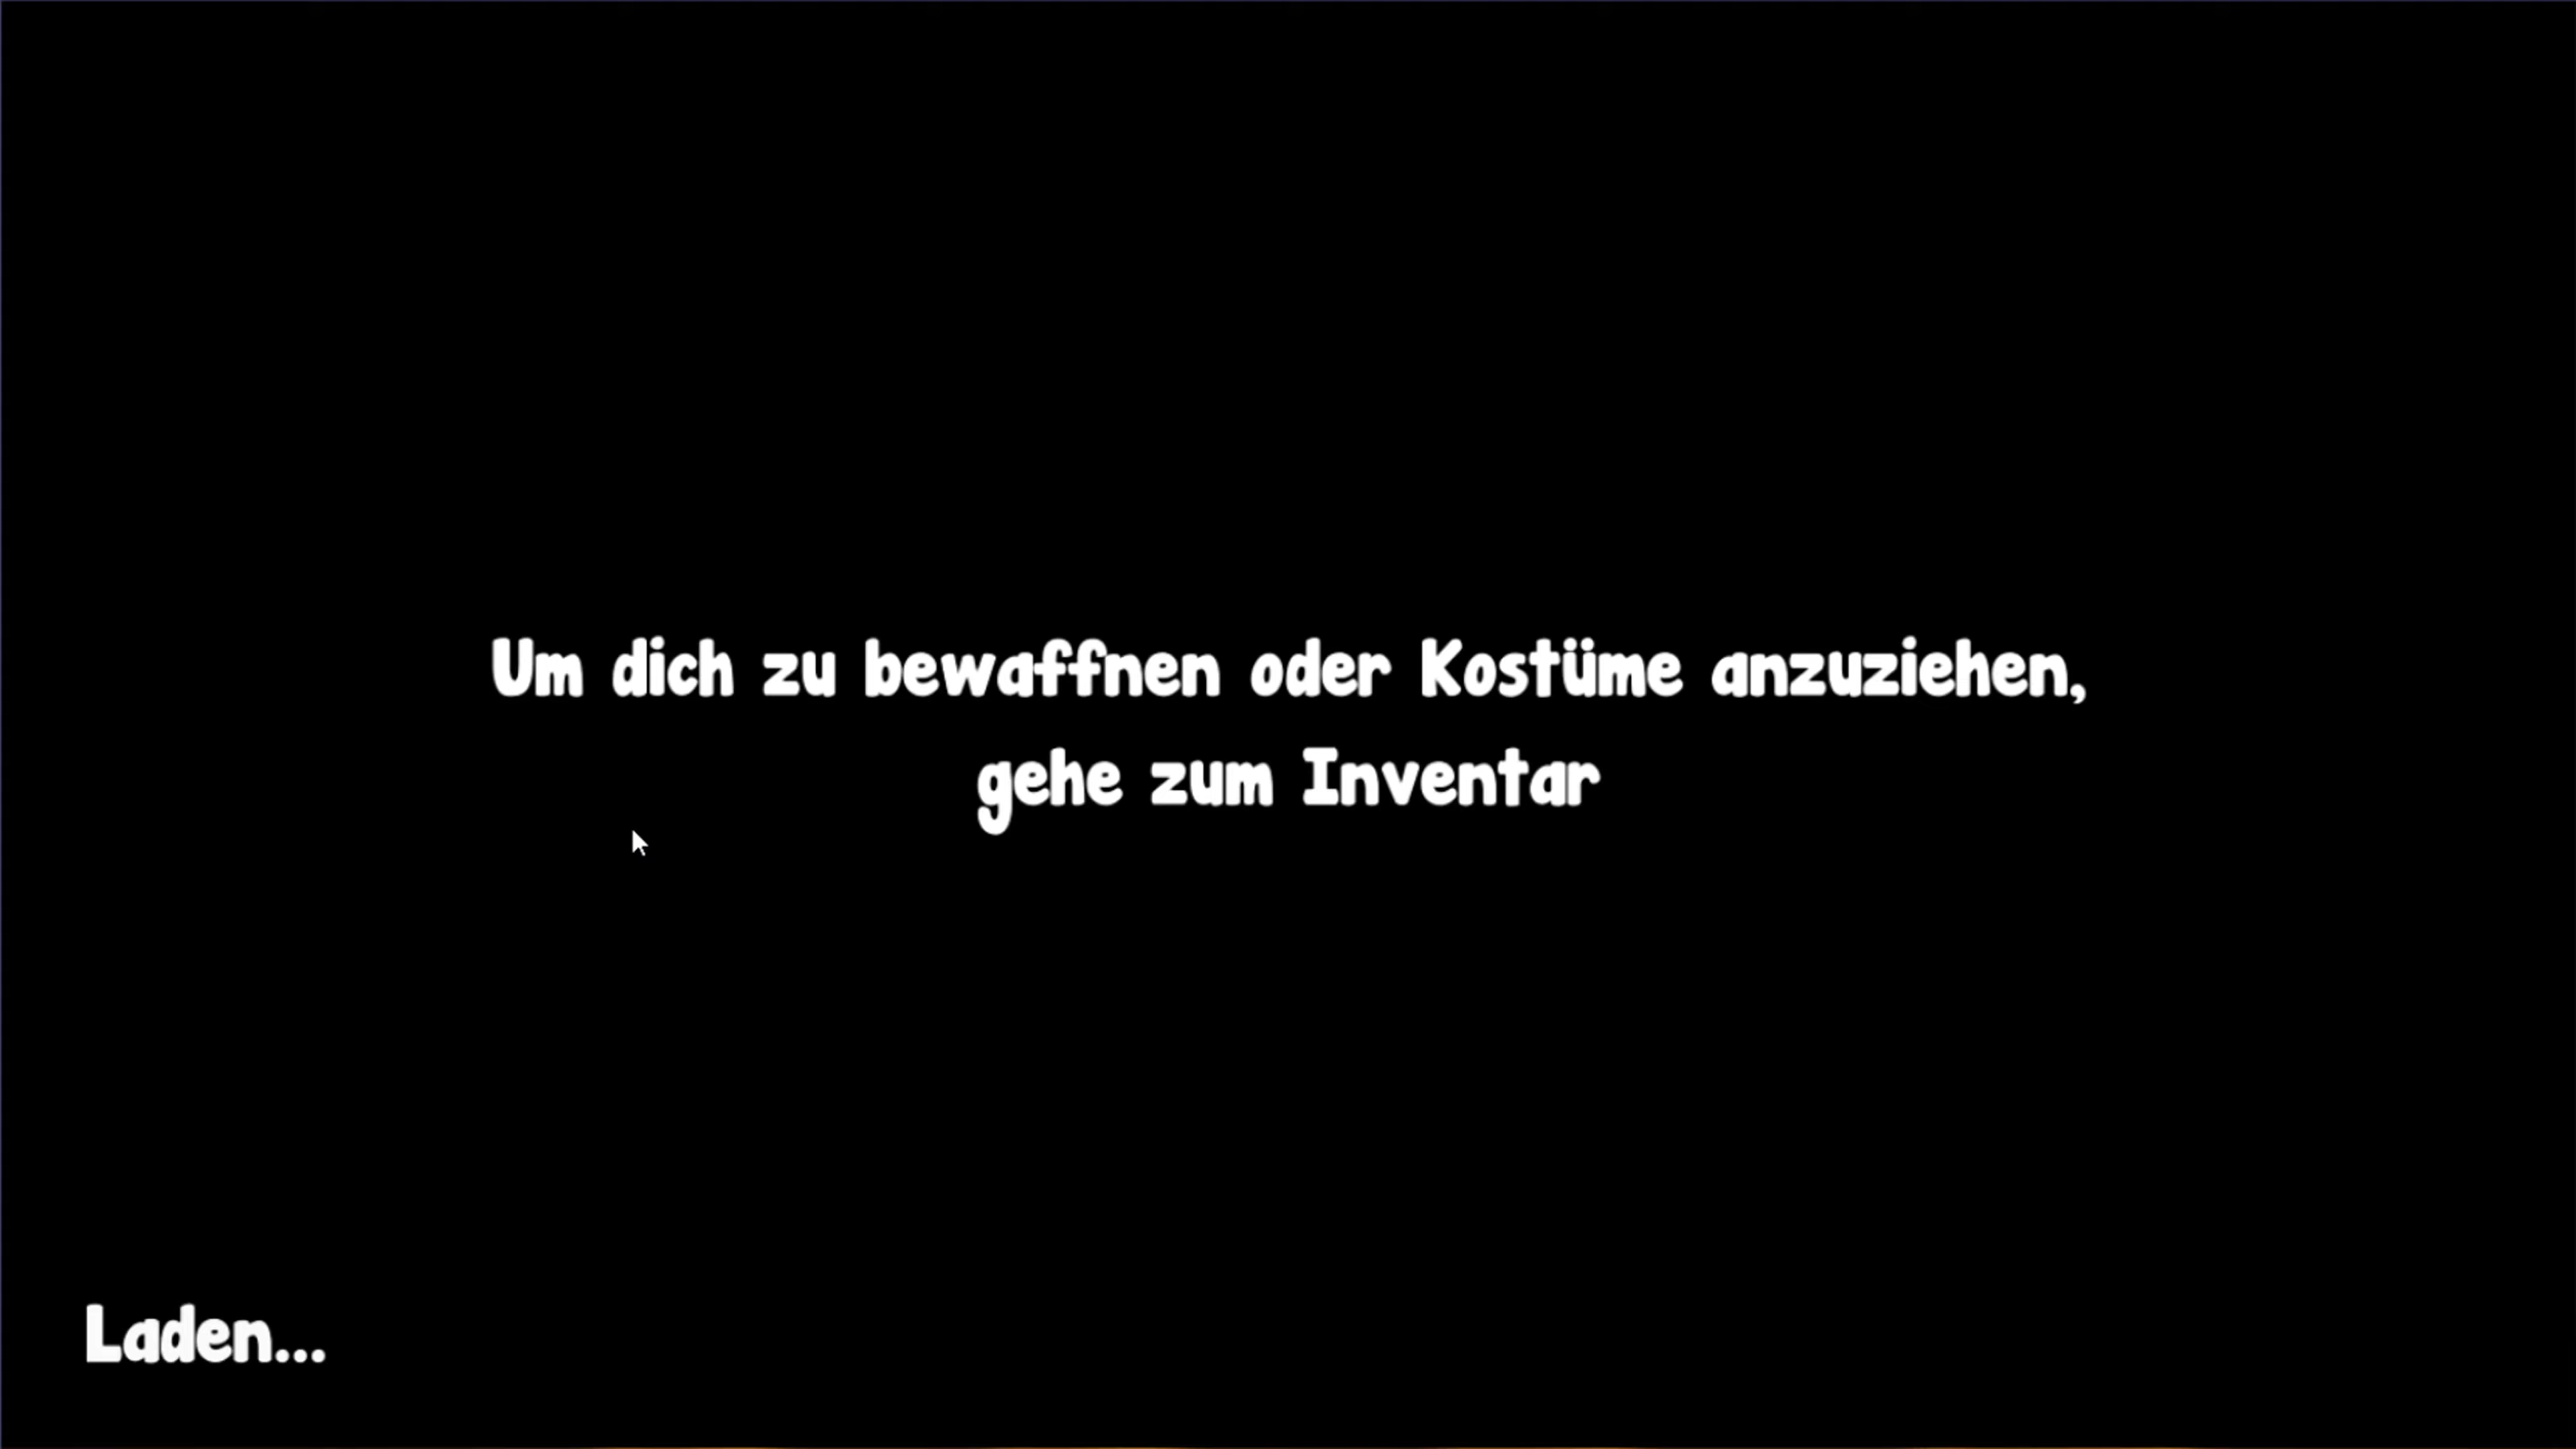 Um dich zu bewaffnen oder Kostüme anzuziehen,
gehe zum Inventar
Laden...